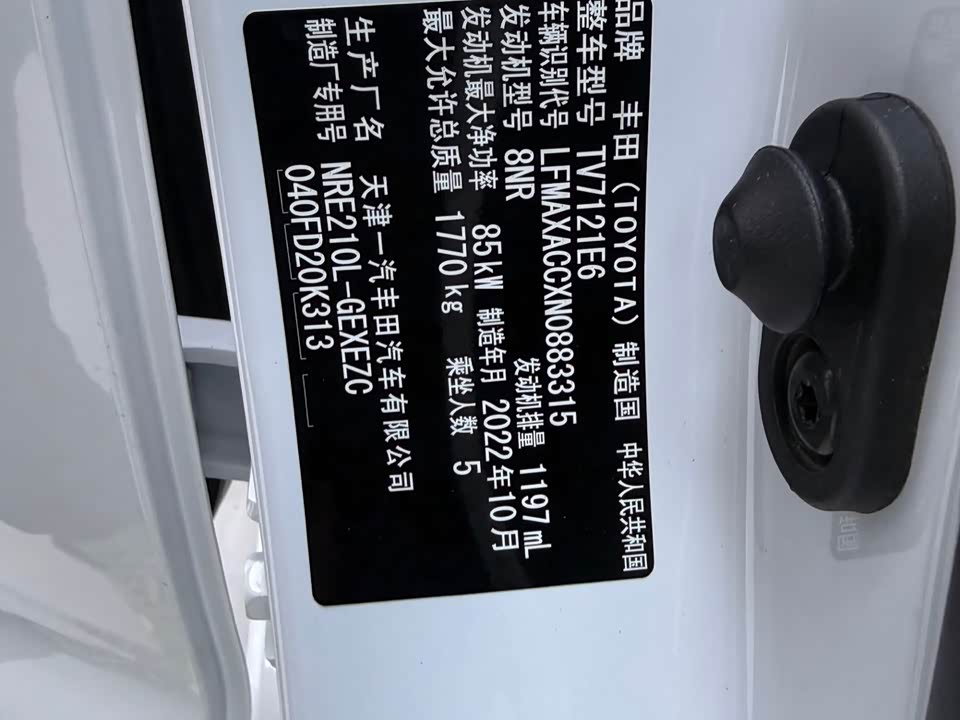 品牌 丰田（TOYOTA）制造国 中华人民共和国
整车型号 TV7121E6
车辆识别代号 LFMAXACCXN0883315
发动机型号 8NR 发动机排量 1197mL
发动机最大净功率 85kW 制造年月 2022年10月
最大允许总质量 1770kg 乘坐人数 5
生产厂名 天津一汽丰田汽车有限公司
制造厂专用号 NRE210L-GEXEZC
040FD20K313